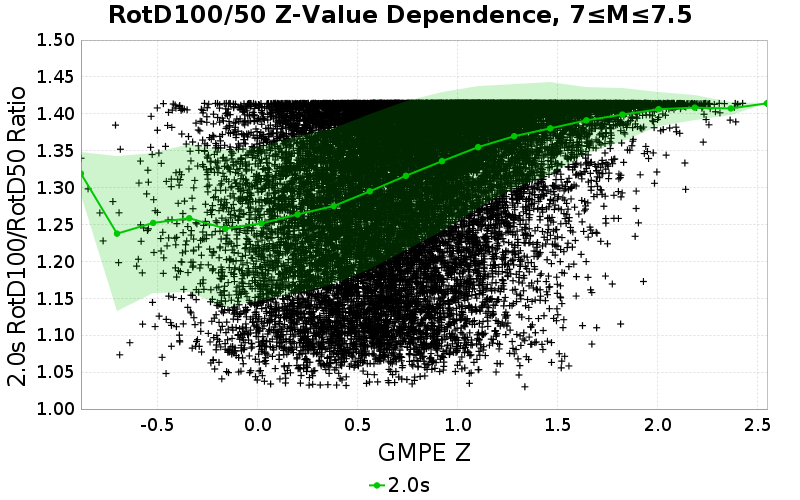 RotD100/50 Z-Value Dependence, 7≤M≤7.5
2.0s RotD100/RotD50 Ratio
1.50
1.45
1.40
1.35
1.30
1.25
1.20
1.15
1.10
1.05
1.00
-0.5 0.0 0.5 1.0 1.5 2.0 2.5
GMPE Z
2.0s